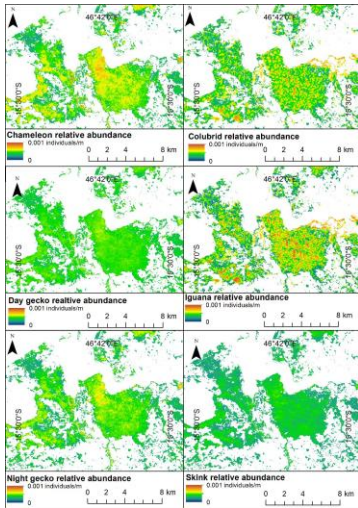 N
46°42'0"E
Chameleon relative abundance
0.001 individuals/m
0
0 2 4 8 km
N
46°42'0"E
Colubrid relative abundance
0.001 individuals/m
0
0 2 4 8 km
N
46°42'0"E
Day gecko realtive abundance
0.001 individuals/m
0
0 2 4 8 km
N
46°42'0"E
Iguana relative abundance
0.001 individuals/m
0
0 2 4 8 km
N
46°42'0"E
Night gecko relative abundance
0.001 individuals/m
0
0 2 4 8 km
N
46°42'0"E
Skink relative abundance
0.001 individuals/m
0
0 2 4 8 km